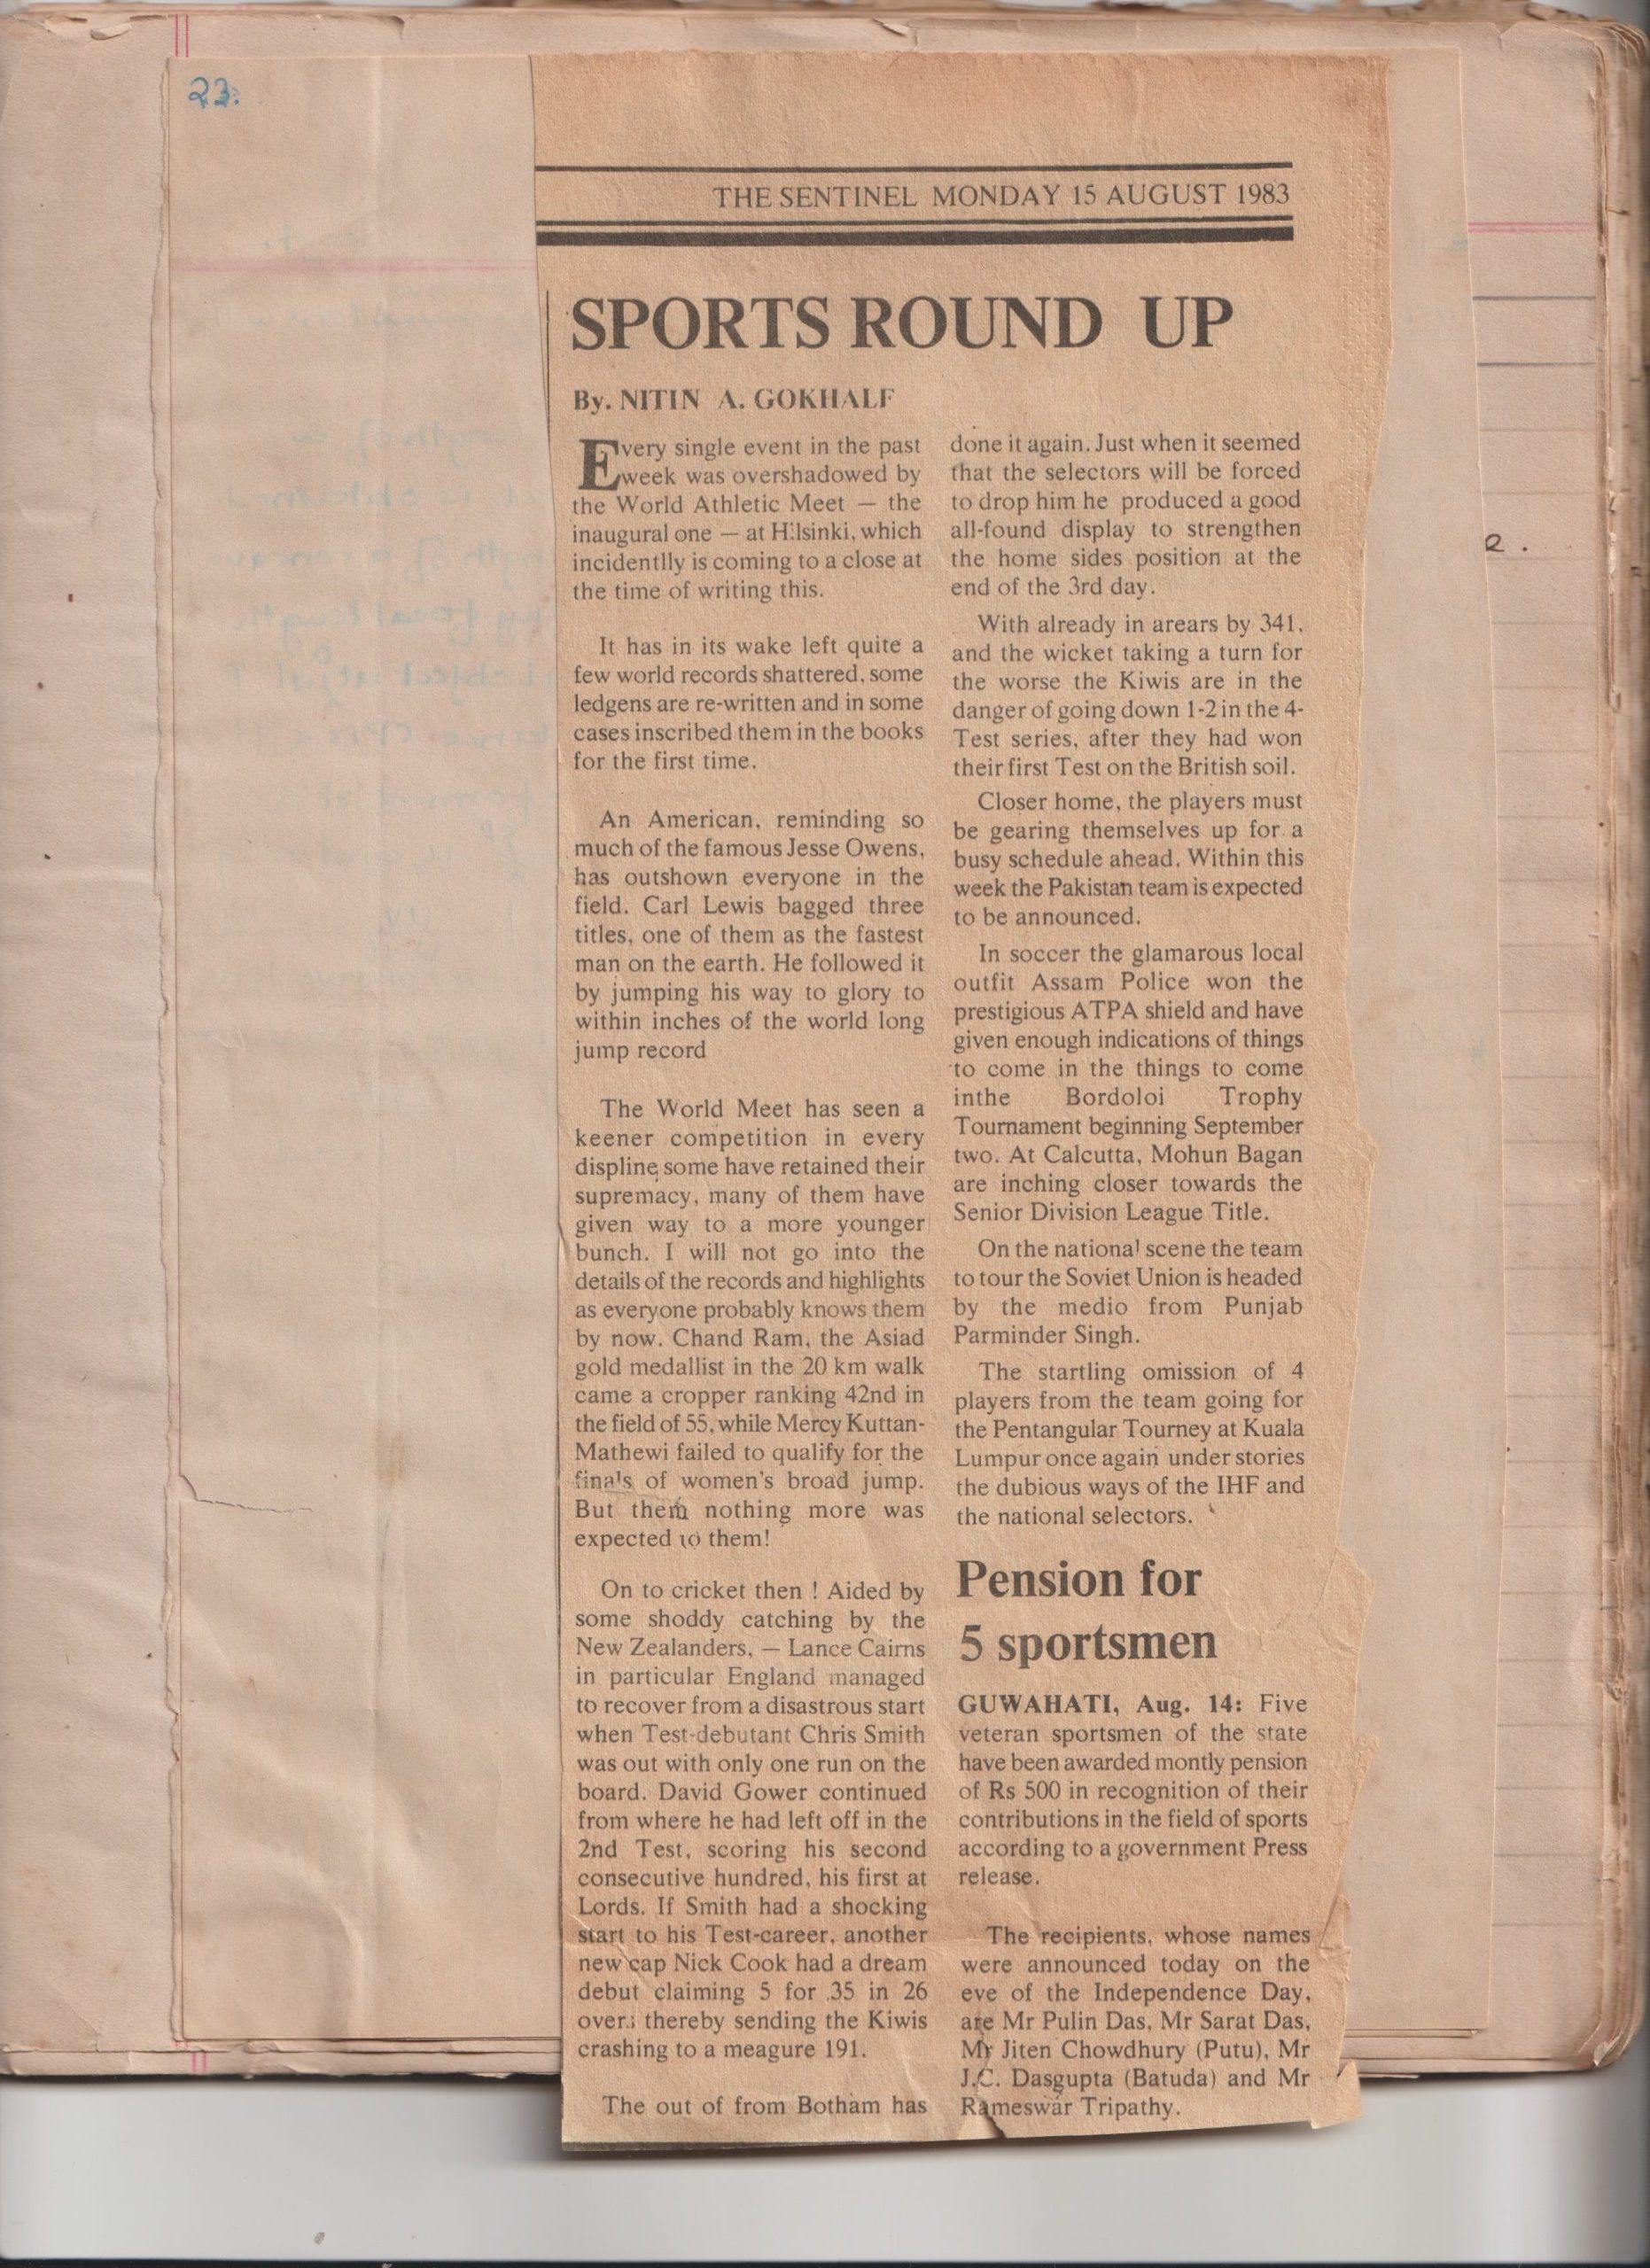 23.
THE SENTINEL MONDAY 15 AUGUST 1983
SPORTS ROUND UP
By. NITIN A. GOKHALF
Every single event in the past
week was overshadowed by
the World Athletic Meet — the
inaugural one — at H:lsinki, which
incidentlly is coming to a close at
the time of writing this.
It has in its wake left quite a
few world records shattered, some
ledgens are re-written and in some
cases inscribed them in the books
for the first time.
An American, reminding so
much of the famous Jesse Owens,
has outshown everyone in the
field. Carl Lewis bagged three
titles, one of them as the fastest
man on the earth. He followed it
by jumping his way to glory to
within inches of the world long
jump record
The World Meet has seen a
keener competition in every
displine, some have retained their
supremacy, many of them have
given way to a more younger
bunch. I will not go into the
details of the records and highlights
as everyone probably knows them
by now. Chand Ram, the Asiad
gold medallist in the 20 km walk
came a cropper ranking 42nd in
the field of 55, while Mercy Kuttan-
Mathewi failed to qualify for the
finals of women's broad jump.
But them nothing more was
expected to them!
On to cricket then ! Aided by
some shoddy catching by the
New Zealanders, — Lance Cairns
in particular England managed
to recover from a disastrous start
when Test-debutant Chris Smith
was out with only one run on the
board. David Gower continued
from where he had left off in the
2nd Test, scoring his second
consecutive hundred, his first at
Lords. If Smith had a shocking
start to his Test-career, another
new cap Nick Cook had a dream
debut claiming 5 for 35 in 26
overs thereby sending the Kiwis
crashing to a meagure 191.
The out of from Botham has
done it again. Just when it seemed
that the selectors will be forced
to drop him he produced a good
all-found display to strengthen
the home sides position at the
end of the 3rd day.
With already in arears by 341,
and the wicket taking a turn for
the worse the Kiwis are in the
danger of going down 1-2 in the 4-
Test series, after they had won
their first Test on the British soil.
Closer home, the players must
be gearing themselves up for a
busy schedule ahead. Within this
week the Pakistan team is expected
to be announced.
In soccer the glamarous local
outfit Assam Police won the
prestigious ATPA shield and have
given enough indications of things
to come in the things to come
inthe Bordoloi Trophy
Tournament beginning September
two. At Calcutta, Mohun Bagan
are inching closer towards the
Senior Division League Title.
On the national scene the team
to tour the Soviet Union is headed
by the medio from Punjab
Parminder Singh.
The startling omission of 4
players from the team going for
the Pentangular Tourney at Kuala
Lumpur once again under stories
the dubious ways of the IHF and
the national selectors.
Pension for
5 sportsmen
GUWAHATI, Aug. 14: Five
veteran sportsmen of the state
have been awarded montly pension
of Rs 500 in recognition of their
contributions in the field of sports
according to a government Press
release.
The recipients, whose names
were announced today on the
eve of the Independence Day,
are Mr Pulin Das, Mr Sarat Das,
Mr Jiten Chowdhury (Putu), Mr
J.C. Dasgupta (Batuda) and Mr
Rameswar Tripathy.
e.